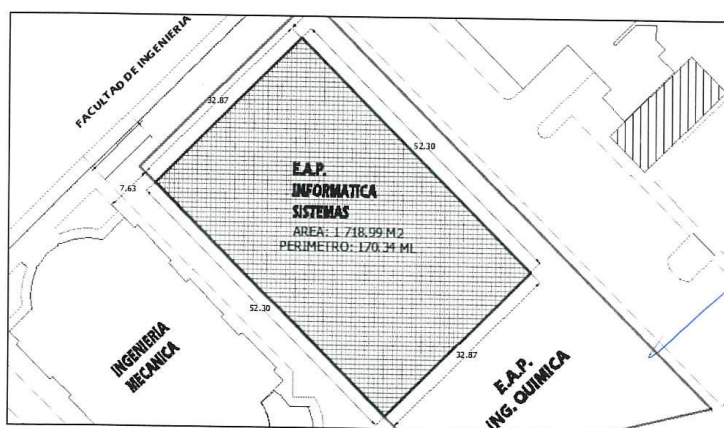 FACULTAD DE INGENIERIA
32.87
52.30
7.63
E.A.P.
INFORMATICA
SISTEMAS
AREA: 1 718.99 M2
PERIMETRO: 170.34 ML
52.30
32.87
INGENIERIA
MECANICA
E.A.P.
ING. QUIMICA